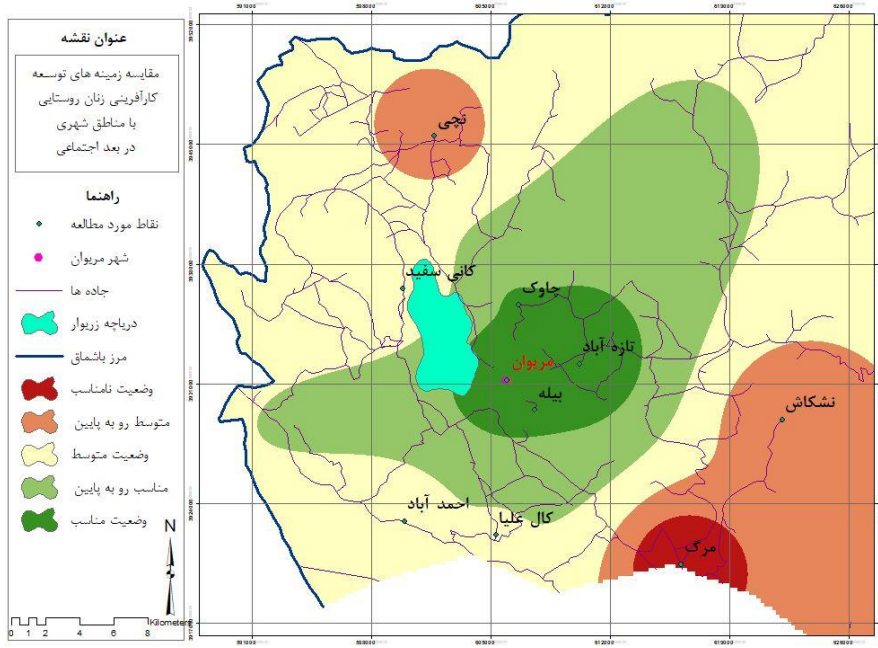 عنوان نقشه
مقایسه زمینه های توسعه
کارآفرینی زنان روستایی
با مناطق شهری
در بعد اجتماعی
راهنما
نقاط مورد مطالعه
شهر مریوان
جاده ها
دریاچه زریوار
مرز باشماق
وضعیت نامناسب
متوسط رو به پایین
وضعیت متوسط
مناسب رو به پایین
وضعیت مناسب
N
0 1 2 4 6 8 Kilometers
نچی
کانی سفید
چاوک
تازه آباد
مریوان
بیله
نشکاش
احمد آباد
کال علیا
مرگ